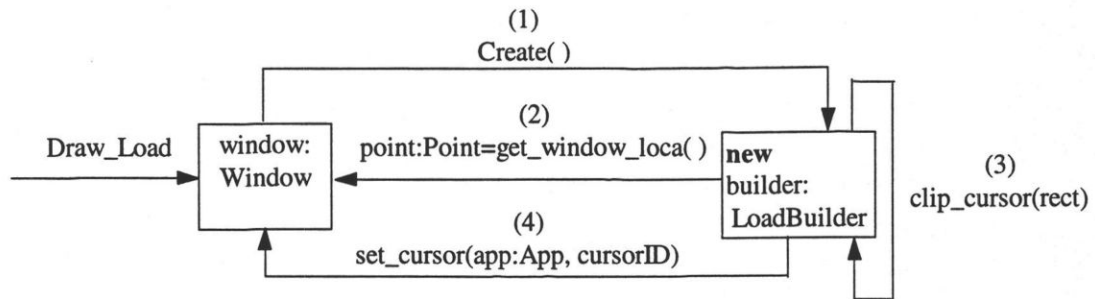 (1)
Create( )
Draw_Load
window:
Window
(2)
point:Point=get_window_loca( )
new
builder:
LoadBuilder
(3)
clip_cursor(rect)
(4)
set_cursor(app:App, cursorID)